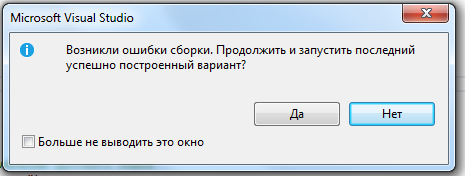 Microsoft Visual Studio
Возникли ошибки сборки. Продолжить и запустить последний
успешно построенный вариант?
Да
Нет
Больше не выводить это окно